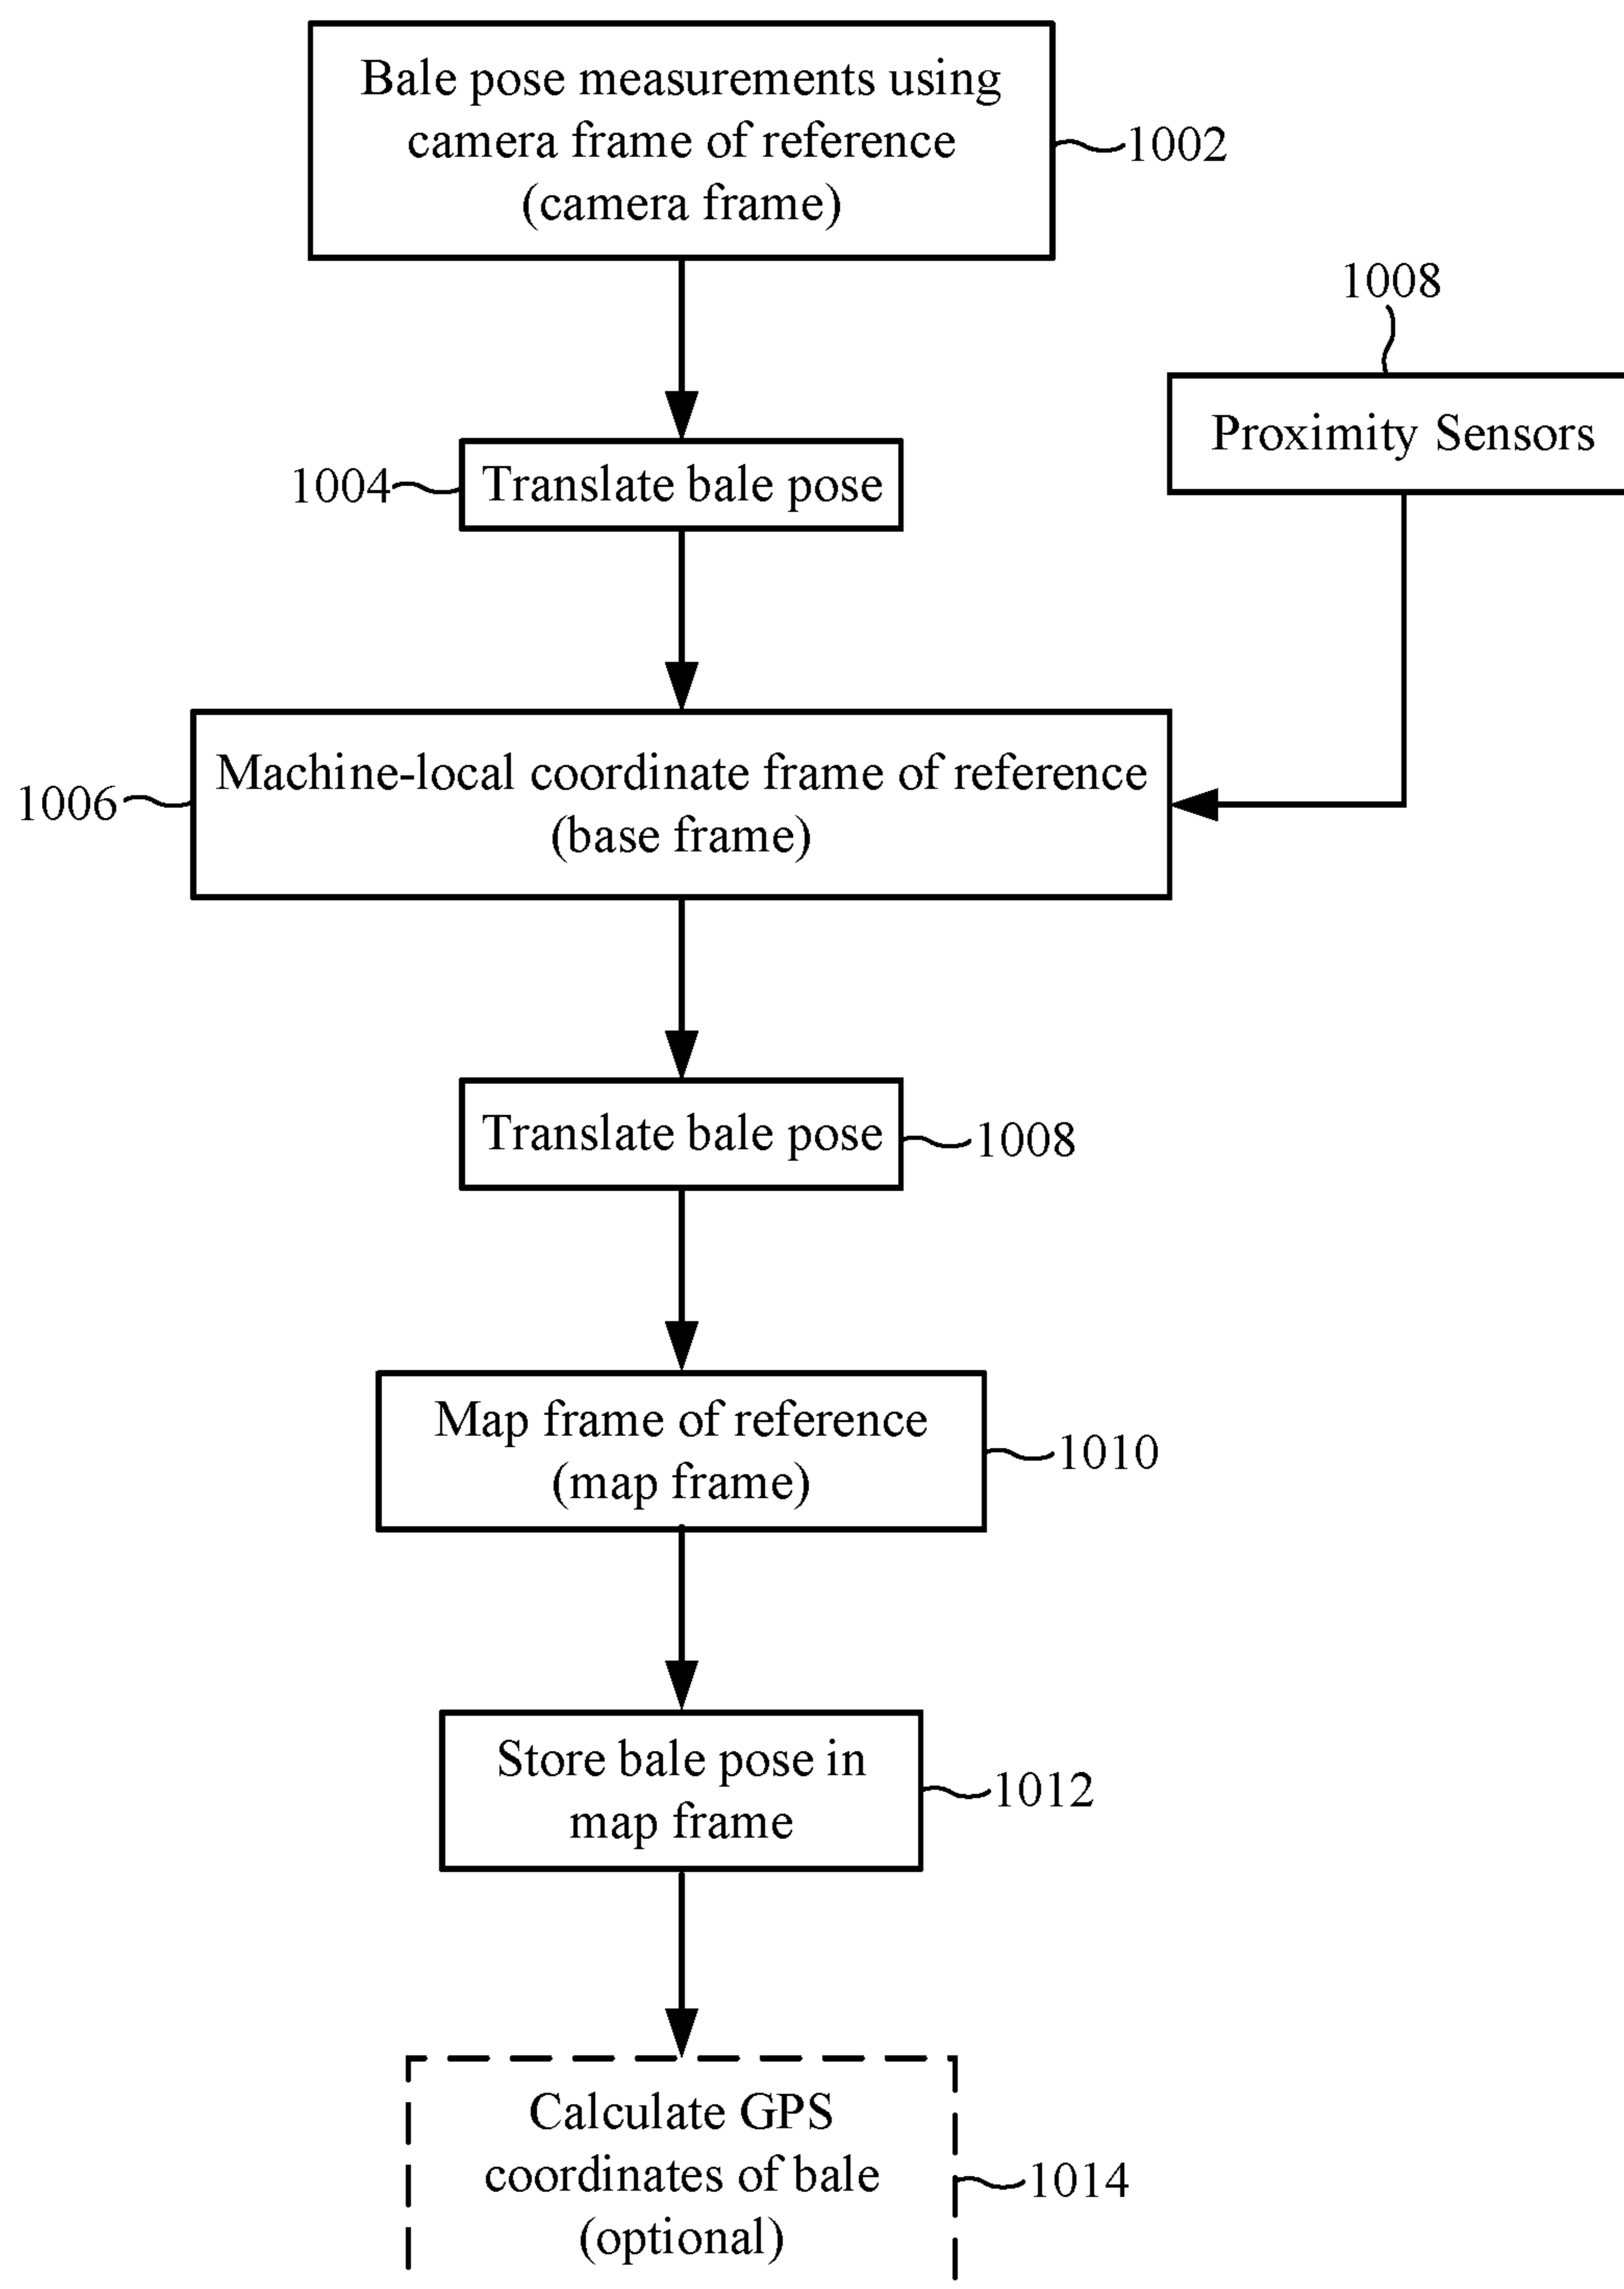 Bale pose measurements using
camera frame of reference
(camera frame)
1002
1008
Proximity Sensors
1004
Translate bale pose
Machine-local coordinate frame of reference
(base frame)
1006
Translate bale pose
1008
Map frame of reference
(map frame)
1010
Store bale pose in
map frame
1012
Calculate GPS
coordinates of bale
(optional)
1014